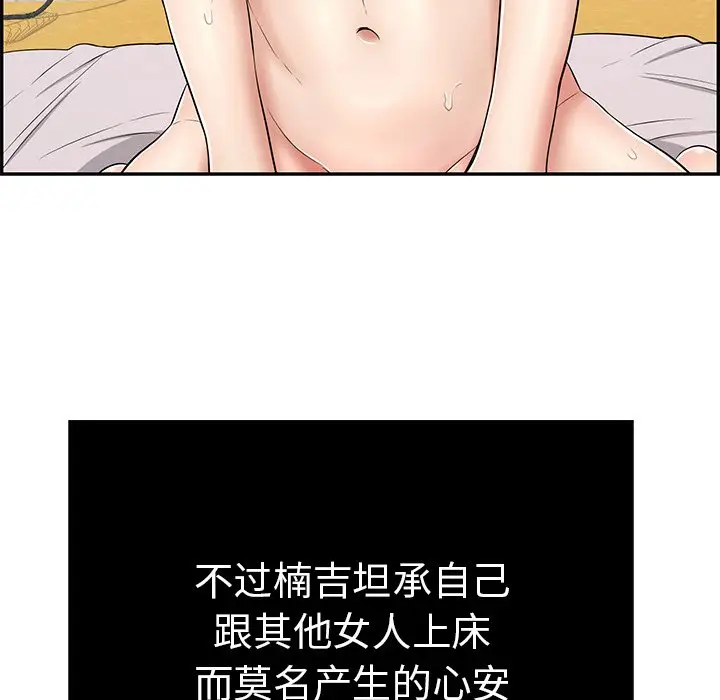 不过楠吉坦承自己
跟其他女人上床
而莫名产生的心安